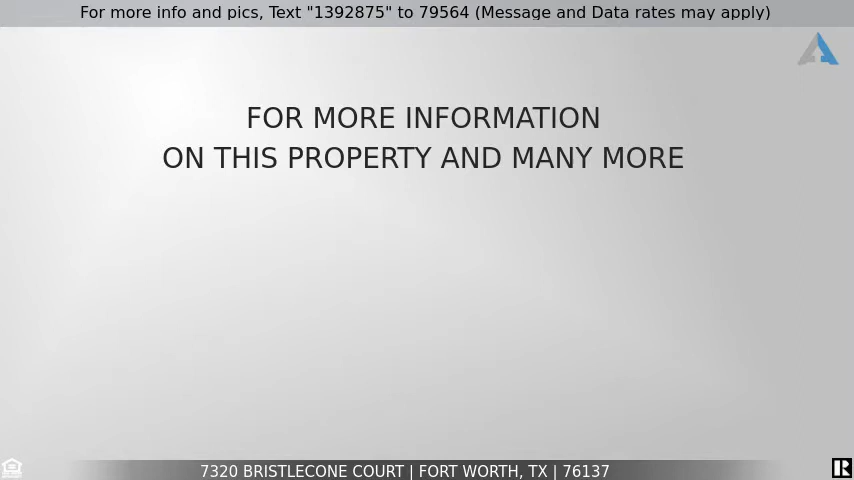 For more info and pics, Text "1392875" to 79564 (Message and Data rates may apply)
FOR MORE INFORMATION
ON THIS PROPERTY AND MANY MORE
7320 BRISTLECONE COURT | FORT WORTH, TX | 76137